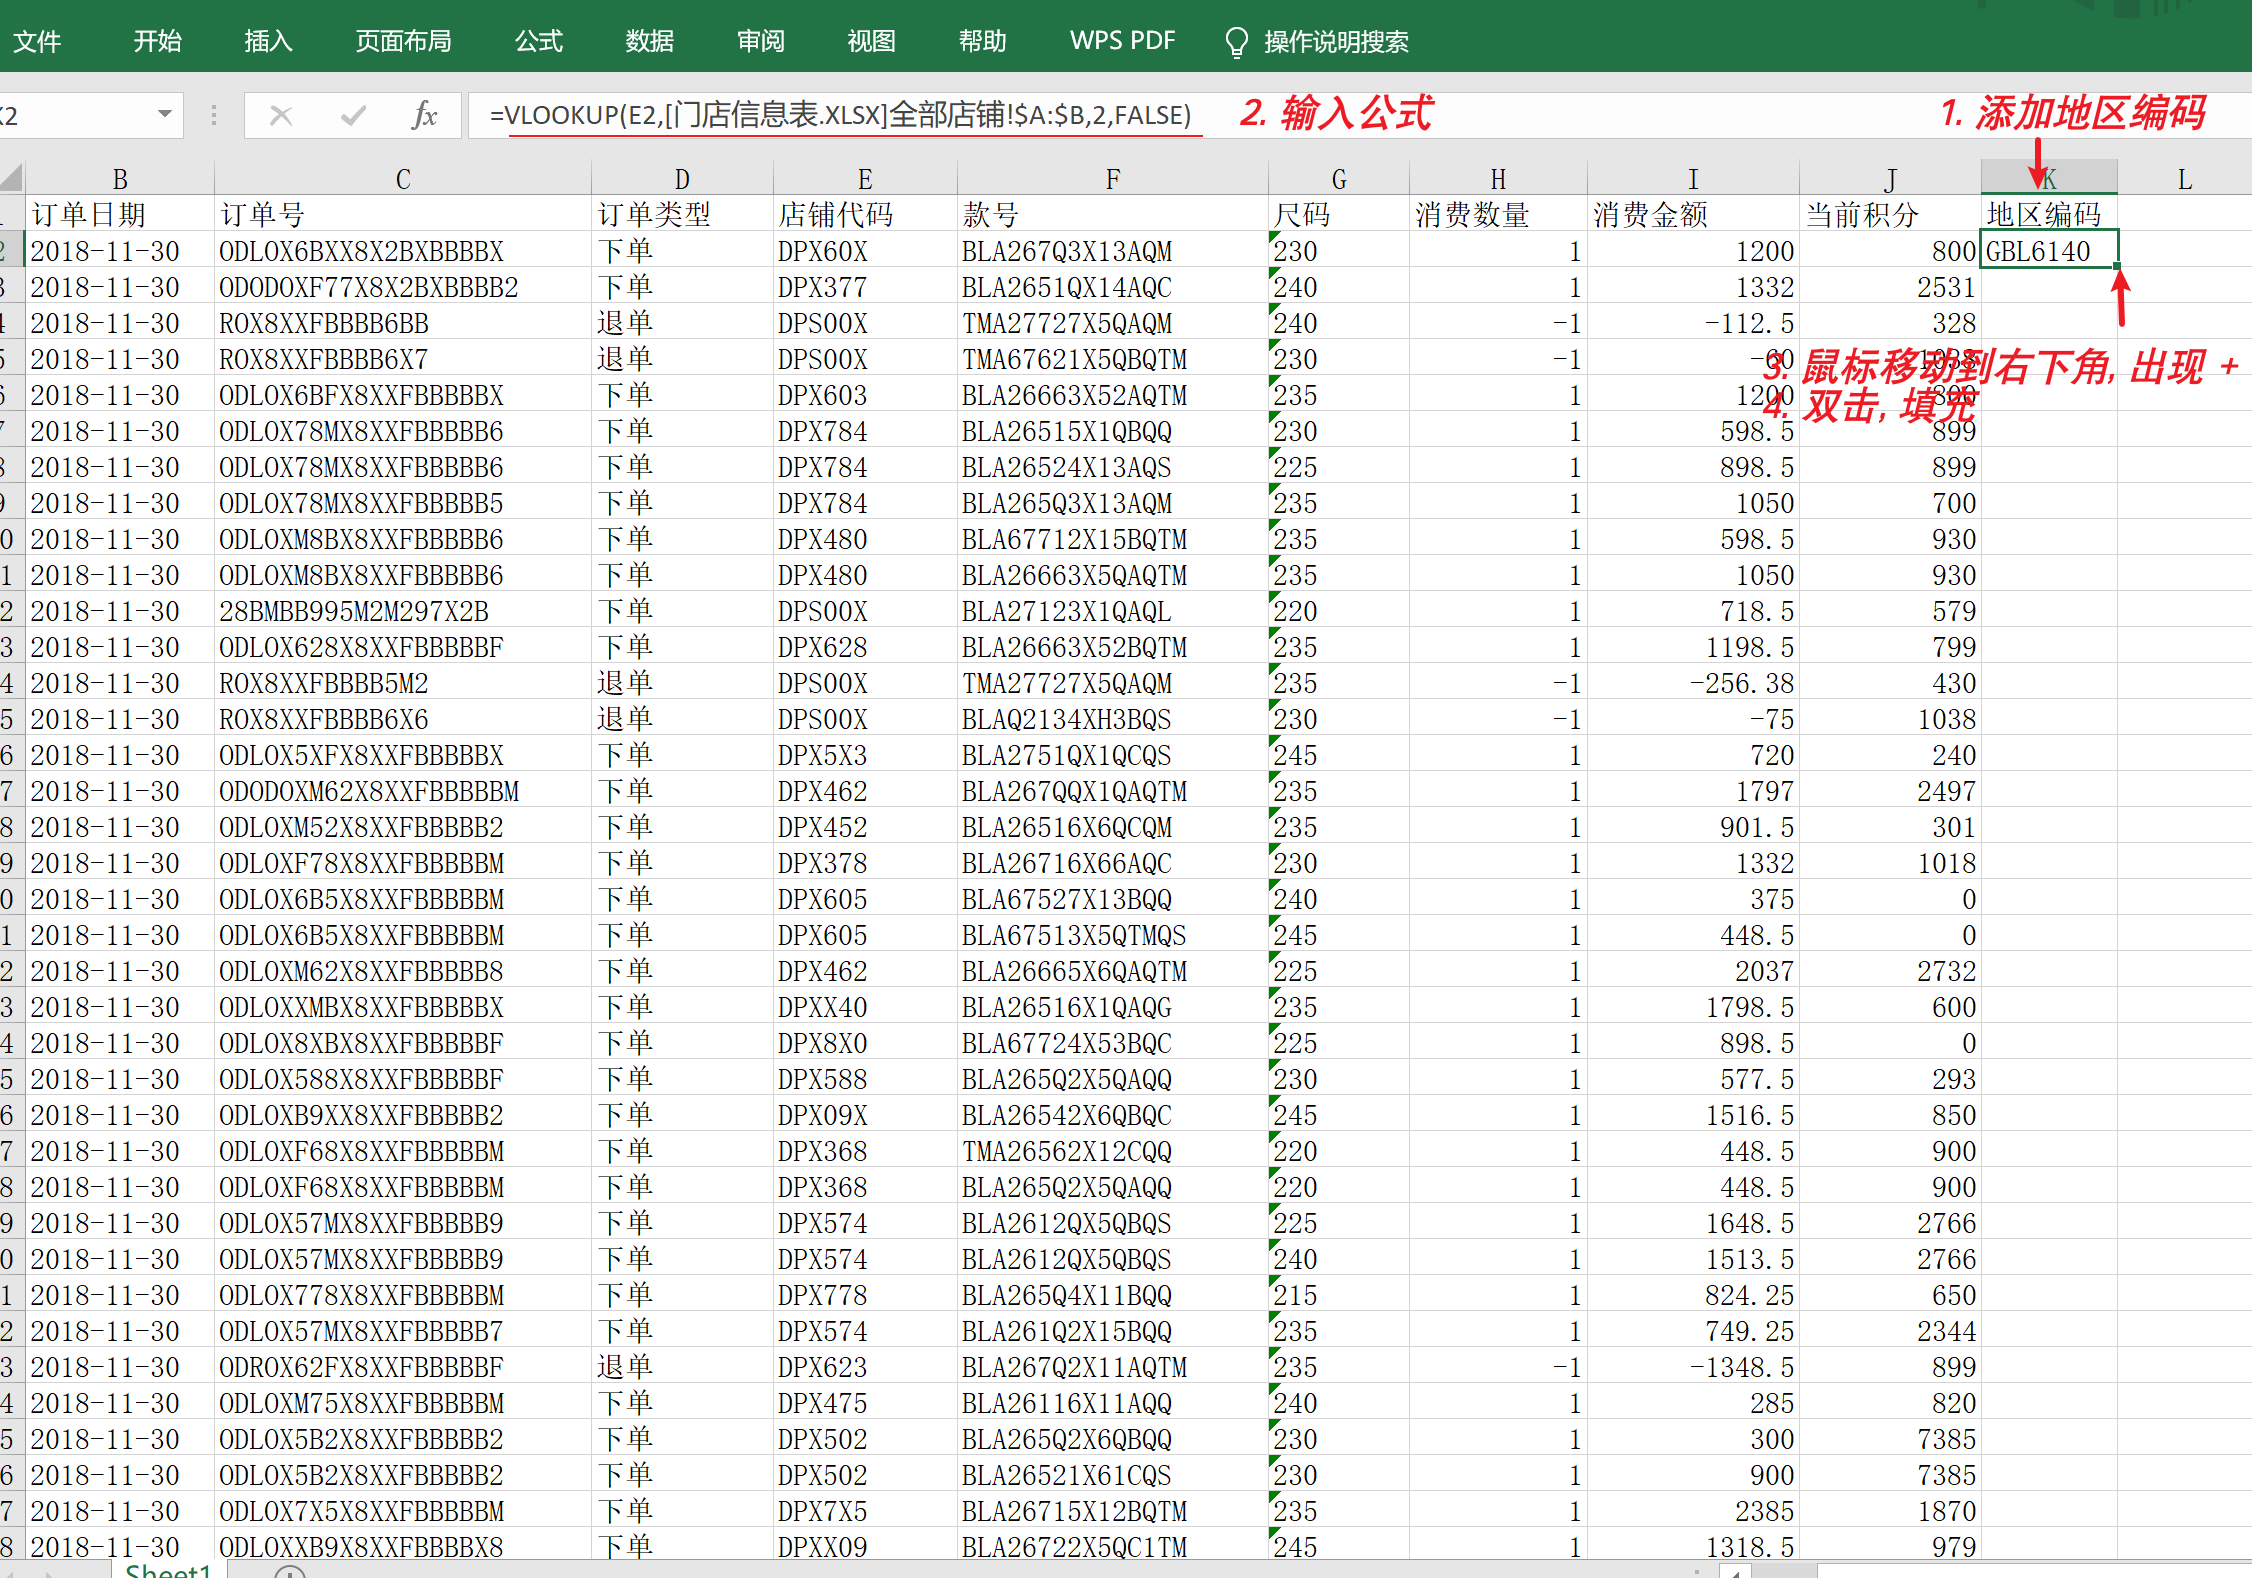 文件 开始 插入 页面布局 公式 数据 审阅 视图 帮助 WPS PDF 操作说明搜索
K2 fx =VLOOKUP(E2,[门店信息表.XLSX]全部店铺!$A:$B,2,FALSE) 2. 输入公式 1. 添加地区编码
B C D E F G H I J K L
订单日期 订单号 订单类型 店铺代码 款号 尺码 消费数量 消费金额 当前积分 地区编码
2 2018-11-30 ODLOX6BXX8X2BXBBBBX 下单 DPX60X BLA267Q3X13AQM 230 1 1200 800 GBL6140
3 2018-11-30 ODODOXF77X8X2BXBBBB2 下单 DPX377 BLA2651QX14AQC 240 1 1332 2531
4 2018-11-30 ROX8XXFBBBB6BB 退单 DPS00X TMA27727X5QAQM 240 -1 -112.5 328
5 2018-11-30 ROX8XXFBBBB6X7 退单 DPS00X TMA67621X5QBQTM 230 -1 -60 1038
3. 鼠标移动到右下角, 出现 +
6 2018-11-30 ODLOX6BFX8XXFBBBBBX 下单 DPX603 BLA26663X52AQTM 235 1 1200 800
4. 双击, 填充
7 2018-11-30 ODLOX78MX8XXFBBBBB6 下单 DPX784 BLA26515X1QBQQ 230 1 598.5 899
8 2018-11-30 ODLOX78MX8XXFBBBBB6 下单 DPX784 BLA26524X13AQS 225 1 898.5 899
9 2018-11-30 ODLOX78MX8XXFBBBBB5 下单 DPX784 BLA265Q3X13AQM 235 1 1050 700
0 2018-11-30 ODLOXM8BX8XXFBBBBB6 下单 DPX480 BLA67712X15BQTM 235 1 598.5 930
1 2018-11-30 ODLOXM8BX8XXFBBBBB6 下单 DPX480 BLA26663X5QAQTM 235 1 1050 930
2 2018-11-30 28BMBB995M2M297X2B 下单 DPS00X BLA27123X1QAQL 220 1 718.5 579
3 2018-11-30 ODLOX628X8XXFBBBBBF 下单 DPX628 BLA26663X52BQTM 235 1 1198.5 799
4 2018-11-30 ROX8XXFBBBB5M2 退单 DPS00X TMA27727X5QAQM 235 -1 -256.38 430
5 2018-11-30 ROX8XXFBBBB6X6 退单 DPS00X BLAQ2134XH3BQS 230 -1 -75 1038
6 2018-11-30 ODLOX5XFX8XXFBBBBBX 下单 DPX5X3 BLA2751QX1QCQS 245 1 720 240
7 2018-11-30 ODODOXM62X8XXFBBBBBM 下单 DPX462 BLA267QQX1QAQTM 235 1 1797 2497
8 2018-11-30 ODLOXM52X8XXFBBBBB2 下单 DPX452 BLA26516X6QCQM 235 1 901.5 301
9 2018-11-30 ODLOXF78X8XXFBBBBBM 下单 DPX378 BLA26716X66AQC 230 1 1332 1018
0 2018-11-30 ODLOX6B5X8XXFBBBBBM 下单 DPX605 BLA67527X13BQQ 240 1 375 0
1 2018-11-30 ODLOX6B5X8XXFBBBBBM 下单 DPX605 BLA67513X5QTMQS 245 1 448.5 0
2 2018-11-30 ODLOXM62X8XXFBBBBB8 下单 DPX462 BLA26665X6QAQTM 225 1 2037 2732
3 2018-11-30 ODLOXXMBX8XXFBBBBBX 下单 DPXX40 BLA26516X1QAQG 235 1 1798.5 600
4 2018-11-30 ODLOX8XBX8XXFBBBBBF 下单 DPX8X0 BLA67724X53BQC 225 1 898.5 0
5 2018-11-30 ODLOX588X8XXFBBBBBF 下单 DPX588 BLA265Q2X5QAQQ 230 1 577.5 293
6 2018-11-30 ODLOXB9XX8XXFBBBBB2 下单 DPX09X BLA26542X6QBQC 245 1 1516.5 850
7 2018-11-30 ODLOXF68X8XXFBBBBBM 下单 DPX368 TMA26562X12CQQ 220 1 448.5 900
8 2018-11-30 ODLOXF68X8XXFBBBBBM 下单 DPX368 BLA265Q2X5QAQQ 220 1 448.5 900
9 2018-11-30 ODLOX57MX8XXFBBBBB9 下单 DPX574 BLA2612QX5QBQS 225 1 1648.5 2766
0 2018-11-30 ODLOX57MX8XXFBBBBB9 下单 DPX574 BLA2612QX5QBQS 240 1 1513.5 2766
1 2018-11-30 ODLOX778X8XXFBBBBBM 下单 DPX778 BLA265Q4X11BQQ 215 1 824.25 650
2 2018-11-30 ODLOX57MX8XXFBBBBB7 下单 DPX574 BLA261Q2X15BQQ 235 1 749.25 2344
3 2018-11-30 ODROX62FX8XXFBBBBBF 退单 DPX623 BLA267Q2X11AQTM 235 -1 -1348.5 899
4 2018-11-30 ODLOXM75X8XXFBBBBBM 下单 DPX475 BLA26116X11AQQ 240 1 285 820
5 2018-11-30 ODLOX5B2X8XXFBBBBB2 下单 DPX502 BLA265Q2X6QBQQ 230 1 300 7385
6 2018-11-30 ODLOX5B2X8XXFBBBBB2 下单 DPX502 BLA26521X61CQS 230 1 900 7385
7 2018-11-30 ODLOX7X5X8XXFBBBBBM 下单 DPX7X5 BLA26715X12BQTM 235 1 2385 1870
8 2018-11-30 ODLOXXB9X8XXFBBBBX8 下单 DPXX09 BLA26722X5QC1TM 245 1 1318.5 979
Sheet1